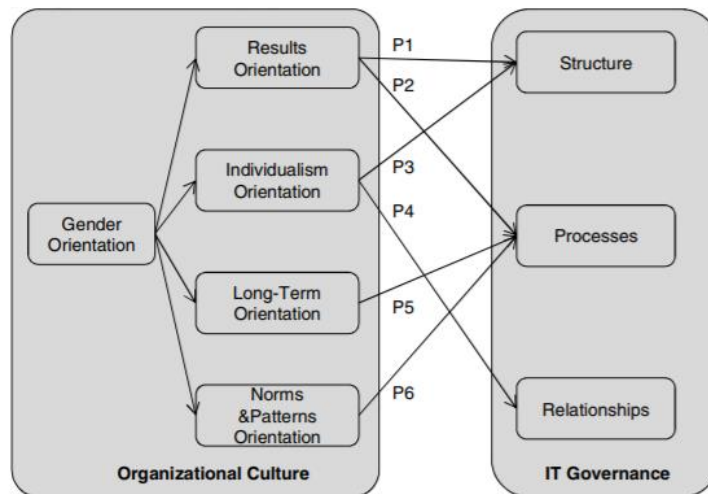 Results
Orientation
Individualism
Orientation
Gender
Orientation
Long-Term
Orientation
Norms
&Patterns
Orientation
Organizational Culture
P1
P2
P3
P4
P5
P6
Structure
Processes
Relationships
IT Governance